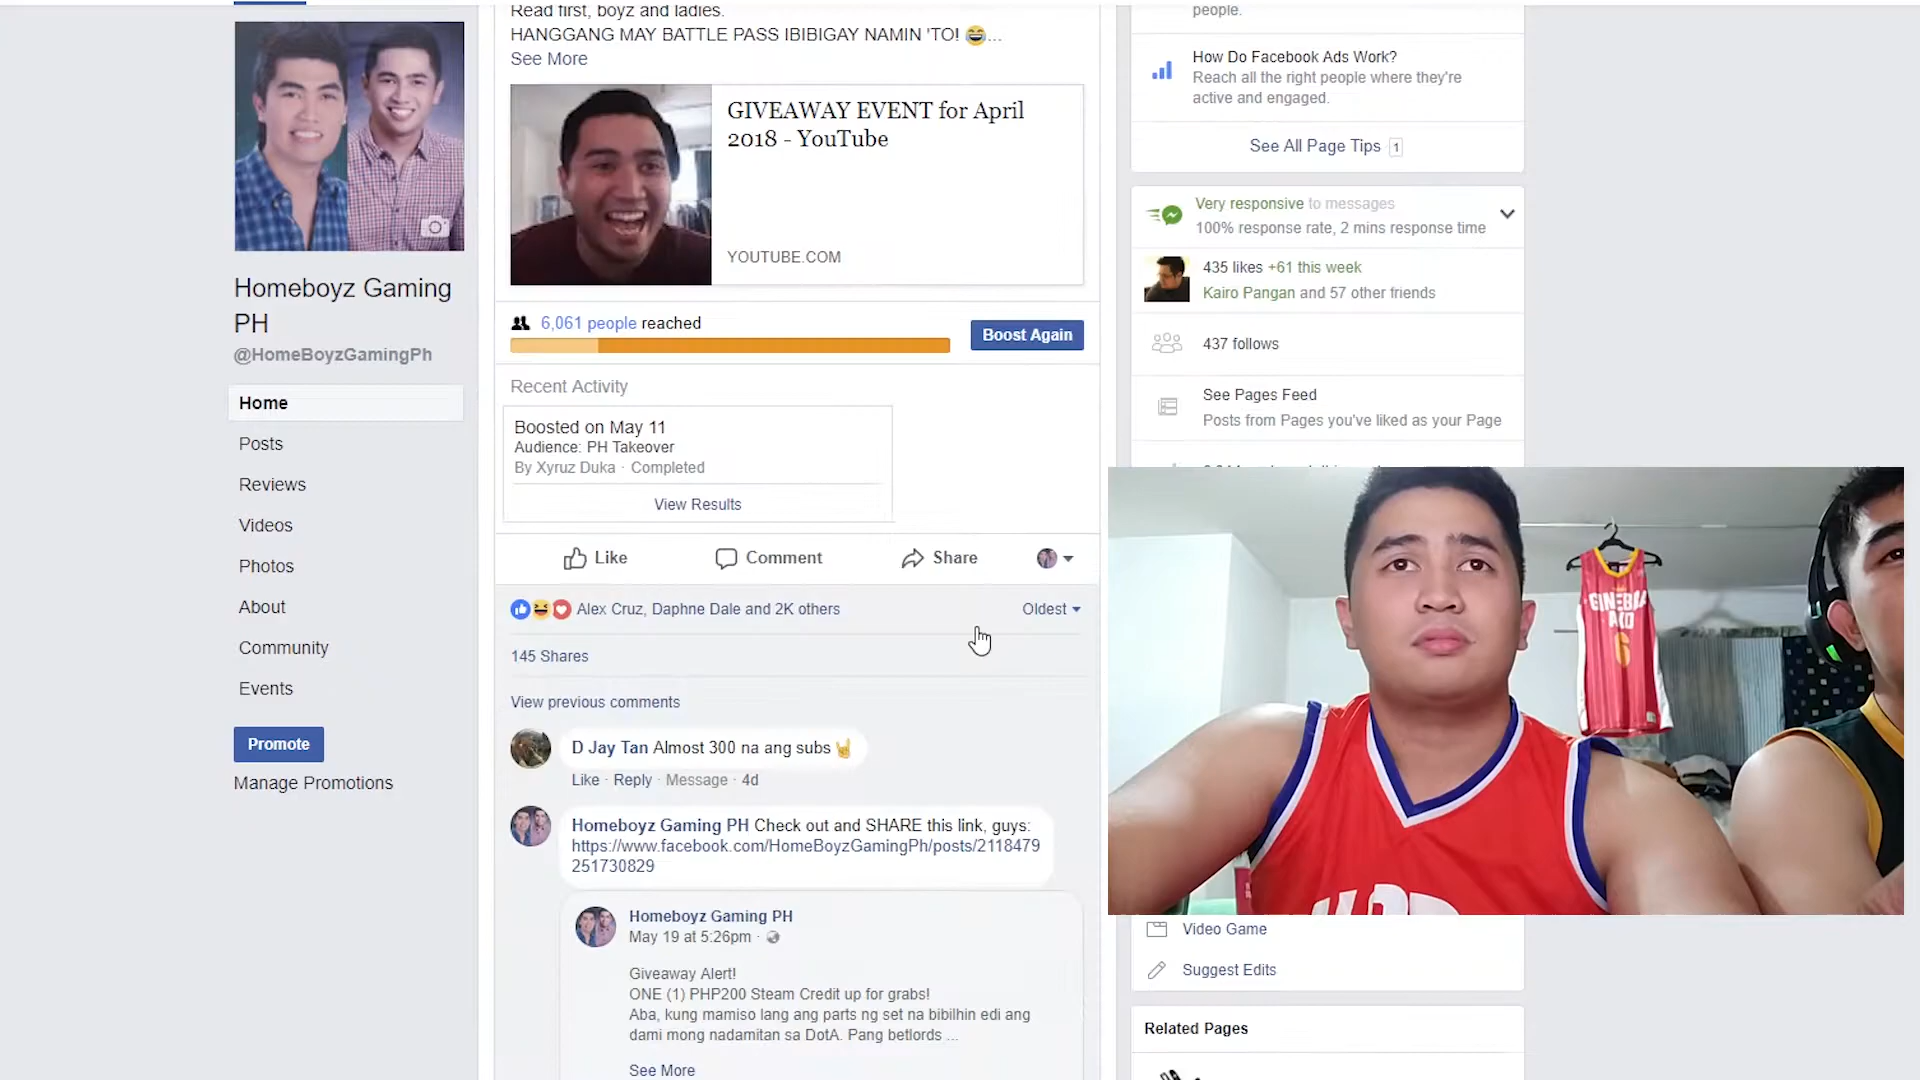 Read first, boyz and ladies.
HANGGANG MAY BATTLE PASS IBIBIGAY NAMIN 'TO! 😂...
See More
GIVEAWAY EVENT for April
2018 - YouTube
YOUTUBE.COM
6,061 people reached
Boost Again
Recent Activity
Boosted on May 11
Audience: PH Takeover
By Xyruz Duka · Completed
View Results
Like
Comment
Share
Alex Cruz, Daphne Dale and 2K others
Oldest
145 Shares
View previous comments
D Jay Tan Almost 300 na ang subs🤘
Like · Reply · Message · 4d
Homeboyz Gaming PH Check out and SHARE this link, guys:
https://www.facebook.com/HomeBoyzGamingPh/posts/2118479
251730829
Homeboyz Gaming PH
May 19 at 5:26pm ·
Giveaway Alert!
ONE (1) PHP200 Steam Credit up for grabs!
Aba, kung mamiso lang ang parts ng set na bibilhin edi ang
dami mong nadamitan sa DotA. Pang betlords ...
See More
Homeboyz Gaming
PH
@HomeBoyzGamingPh
Home
Posts
Reviews
Videos
Photos
About
Community
Events
Promote
Manage Promotions
people.
How Do Facebook Ads Work?
Reach all the right people where they're
active and engaged.
See All Page Tips 1
Very responsive to messages
100% response rate, 2 mins response time
435 likes +61 this week
Kairo Pangan and 57 other friends
437 follows
See Pages Feed
Posts from Pages you've liked as your Page
6
Video Game
Suggest Edits
Related Pages